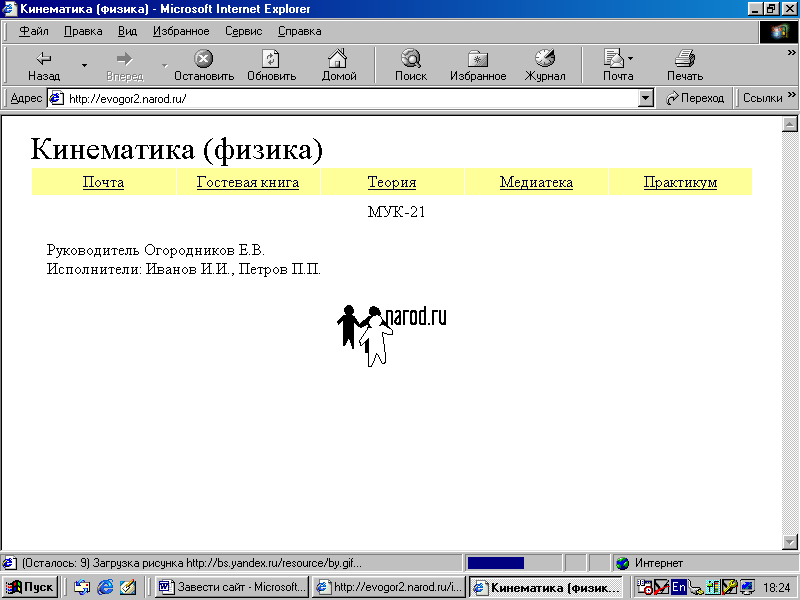 Кинематика (физика) - Microsoft Internet Explorer
Файл Правка Вид Избранное Сервис Справка
Назад Вперед Остановить Обновить Домой Поиск Избранное Журнал Почта Печать »
Адрес http://evogor2.narod.ru/ Переход Ссылки »
Кинематика (физика)
Почта Гостевая книга Теория Медиатека Практикум
МУК-21
Руководитель Огородников Е.В.
Исполнители: Иванов И.И., Петров П.П.
narod.ru
(Осталось: 9) Загрузка рисунка http://bs.yandex.ru/resource/by.gif... Интернет
Пуск Завести сайт - Microsoft... http://evogor2.narod.ru/i... Кинематика (физик... En 18:24